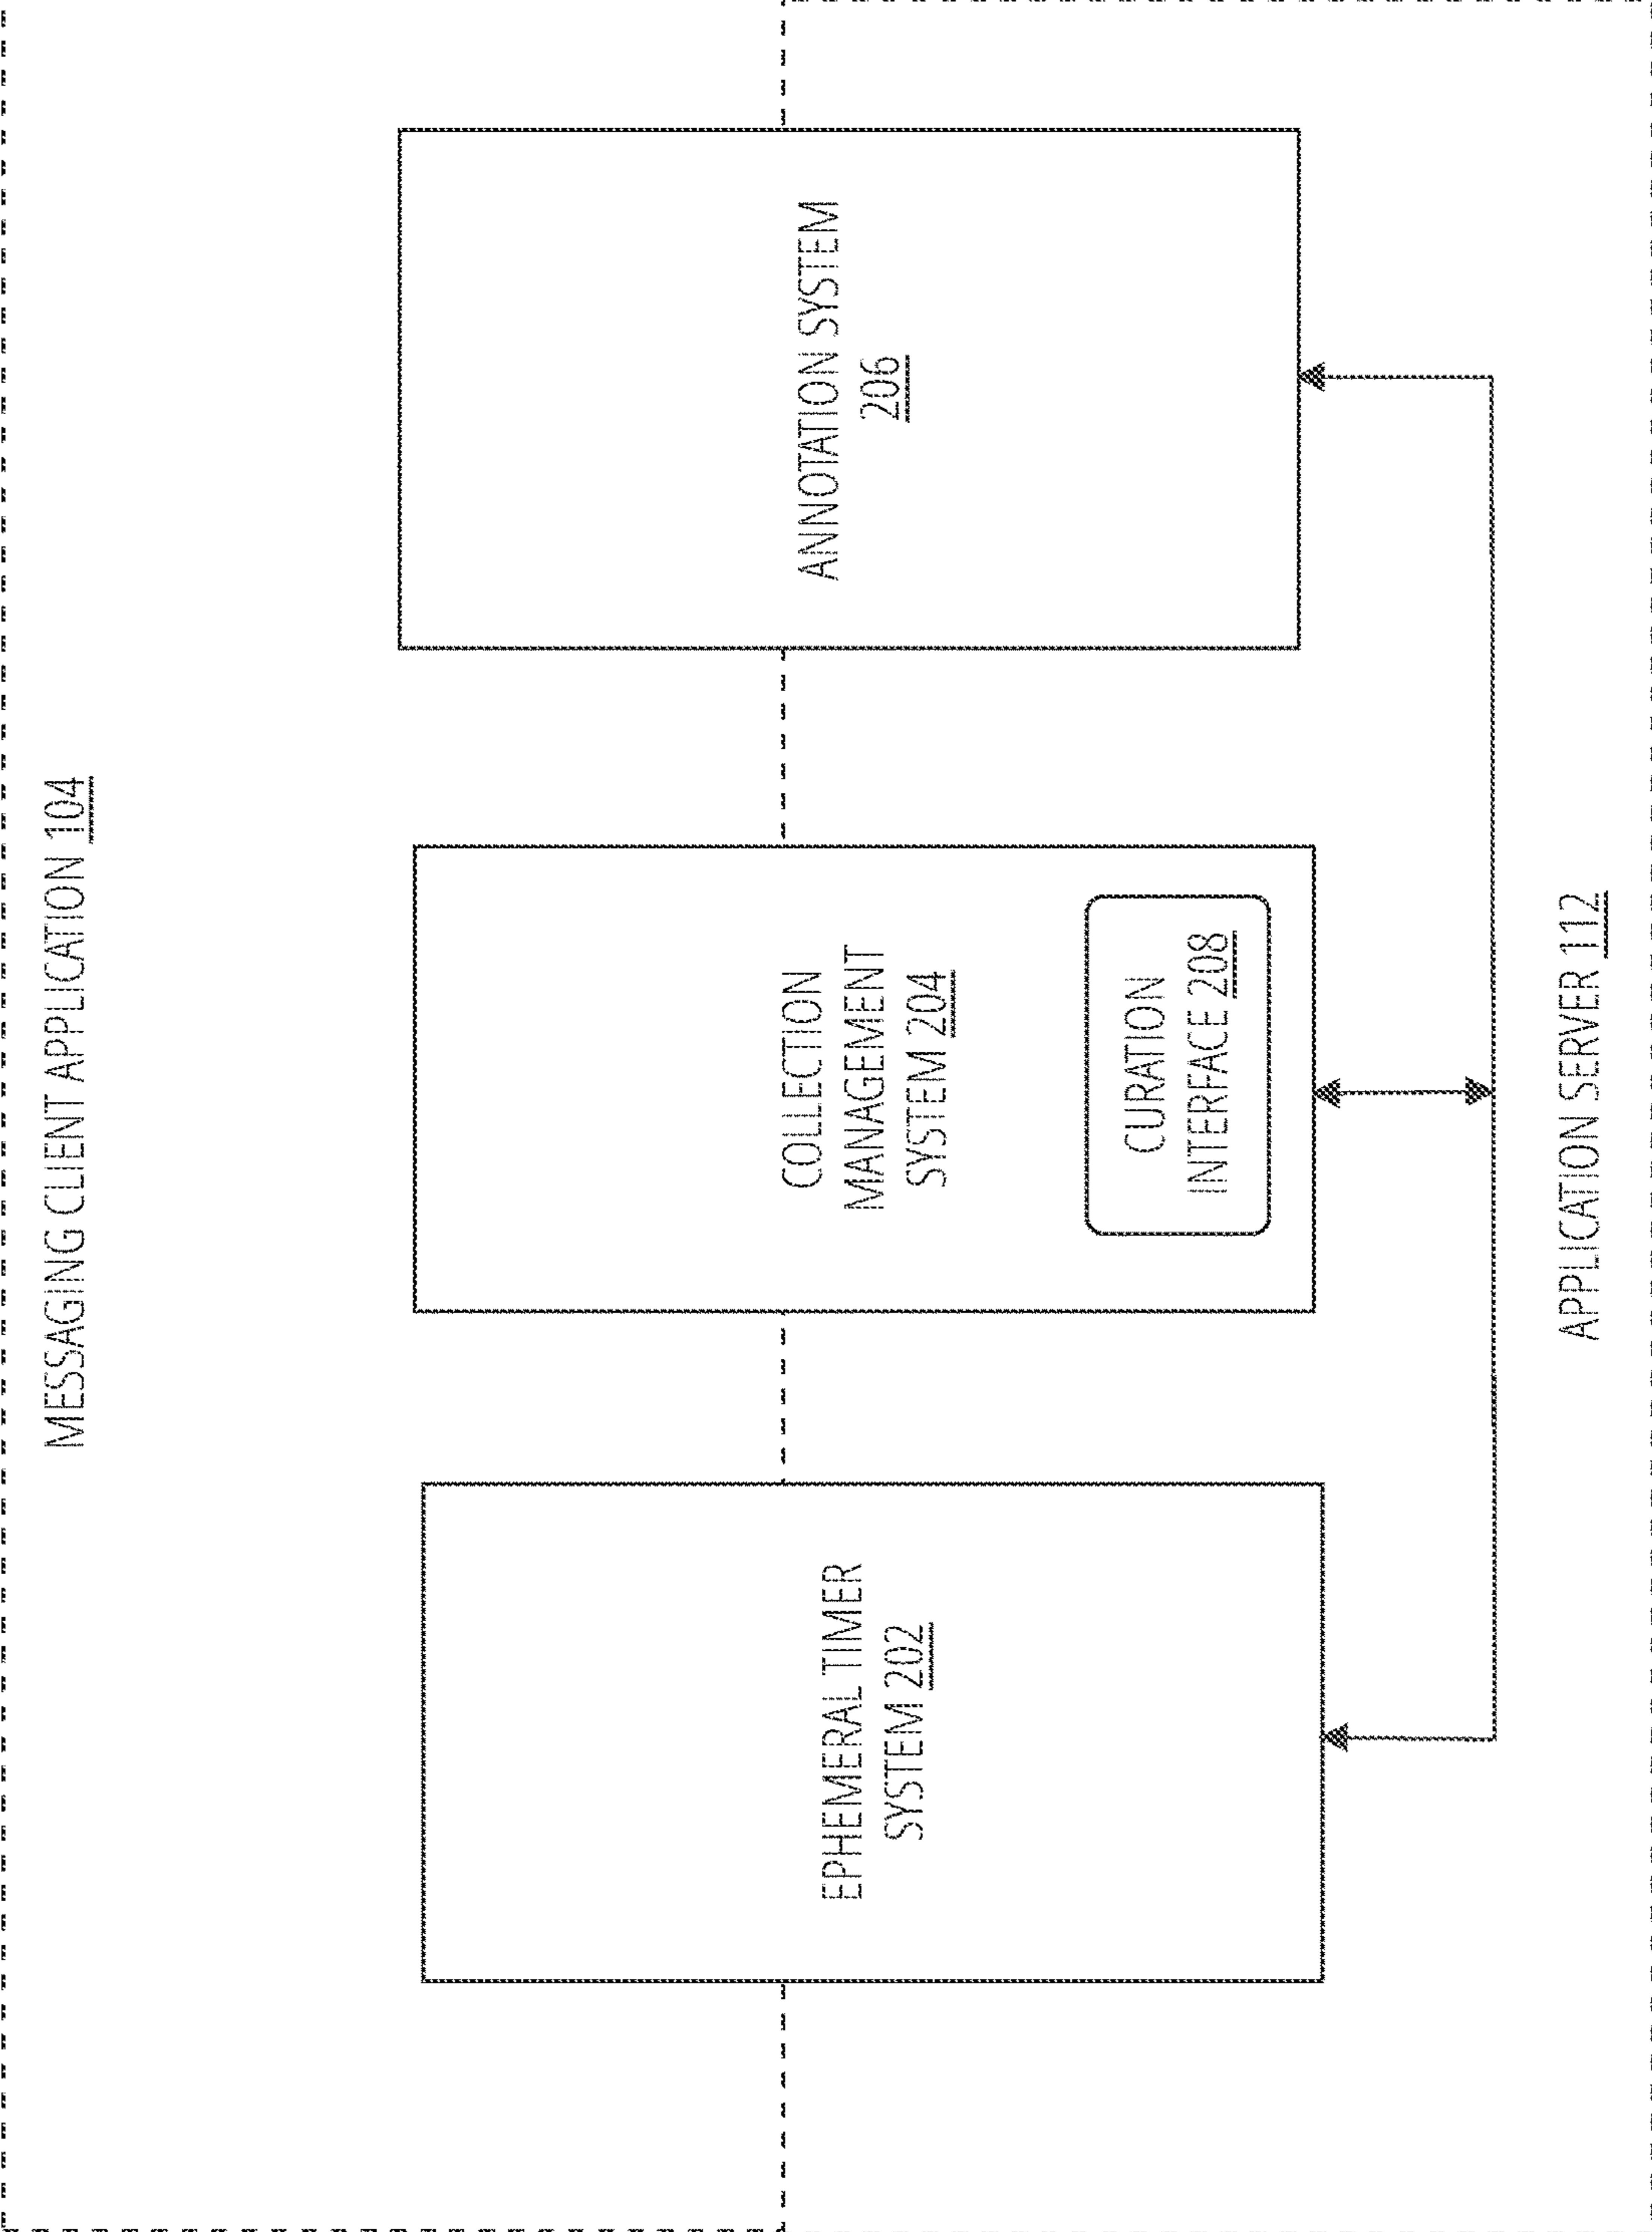 MESSAGING CLIENT APPLICATION 104
EPHEMERAL TIMER
SYSTEM 202
COLLECTION
MANAGEMENT
SYSTEM 204
CURATION
INTERFACE 208
ANNOTATION SYSTEM
206
APPLICATION SERVER 112